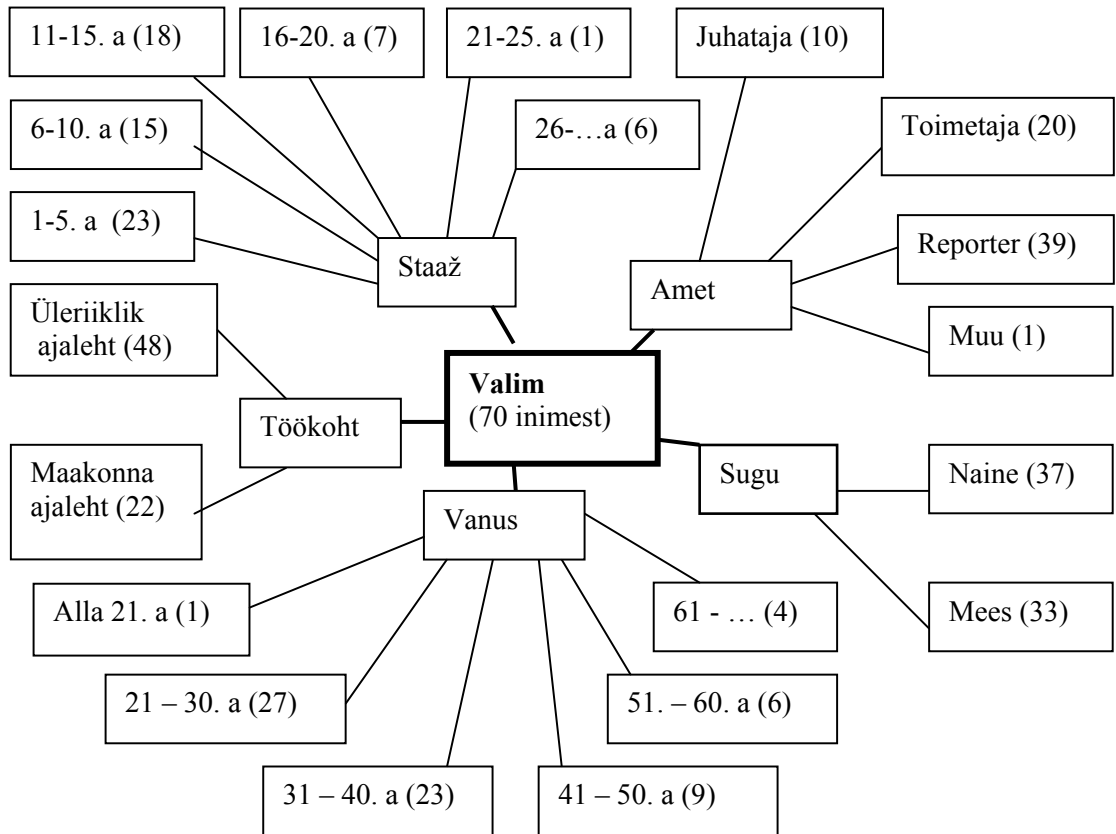 11-15. a (18)
16-20. a (7)
21-25. a (1)
Juhataja (10)
6-10. a (15)
26-…a (6)
Toimetaja (20)
1-5. a (23)
Staaž
Amet
Reporter (39)
Üleriiklik
ajaleht (48)
Muu (1)
Valim
(70 inimest)
Töökoht
Maakonna
ajaleht (22)
Sugu
Naine (37)
Vanus
Alla 21. a (1)
61 - … (4)
Mees (33)
21 – 30. a (27)
51. – 60. a (6)
31 – 40. a (23)
41 – 50. a (9)